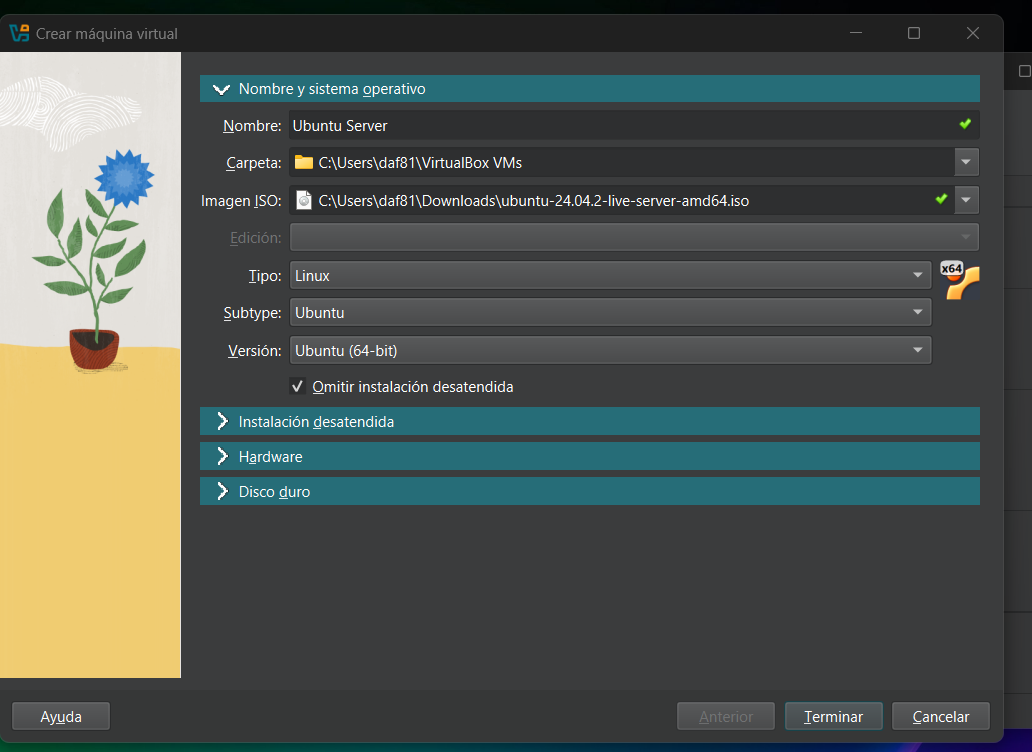 Crear máquina virtual
Nombre y sistema operativo
Nombre: Ubuntu Server
Carpeta: C:\Users\daf81\VirtualBox VMs
Imagen ISO: C:\Users\daf81\Downloads\ubuntu-24.04.2-live-server-amd64.iso
Edición:
Tipo: Linux x64
Subtype: Ubuntu
Versión: Ubuntu (64-bit)
Omitir instalación desatendida
Instalación desatendida
Hardware
Disco duro
Ayuda Anterior Terminar Cancelar